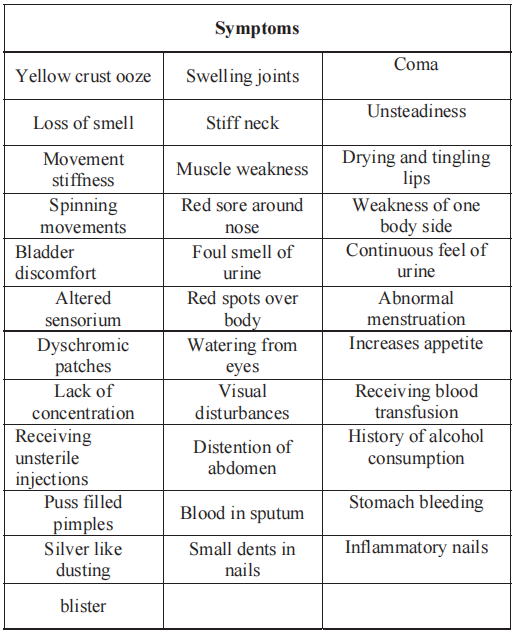 Symptoms
Yellow crust ooze
Swelling joints
Coma
Loss of smell
Stiff neck
Unsteadiness
Movement
stiffness
Muscle weakness
Drying and tingling
lips
Spinning
movements
Red sore around
nose
Weakness of one
body side
Bladder
discomfort
Foul smell of
urine
Continuous feel of
urine
Altered
sensorium
Red spots over
body
Abnormal
menstruation
Dyschromic
patches
Watering from
eyes
Increases appetite
Lack of
concentration
Visual
disturbances
Receiving blood
transfusion
Receiving
unsterile
injections
Distention of
abdomen
History of alcohol
consumption
Puss filled
pimples
Blood in sputum
Stomach bleeding
Silver like
dusting
Small dents in
nails
Inflammatory nails
blister